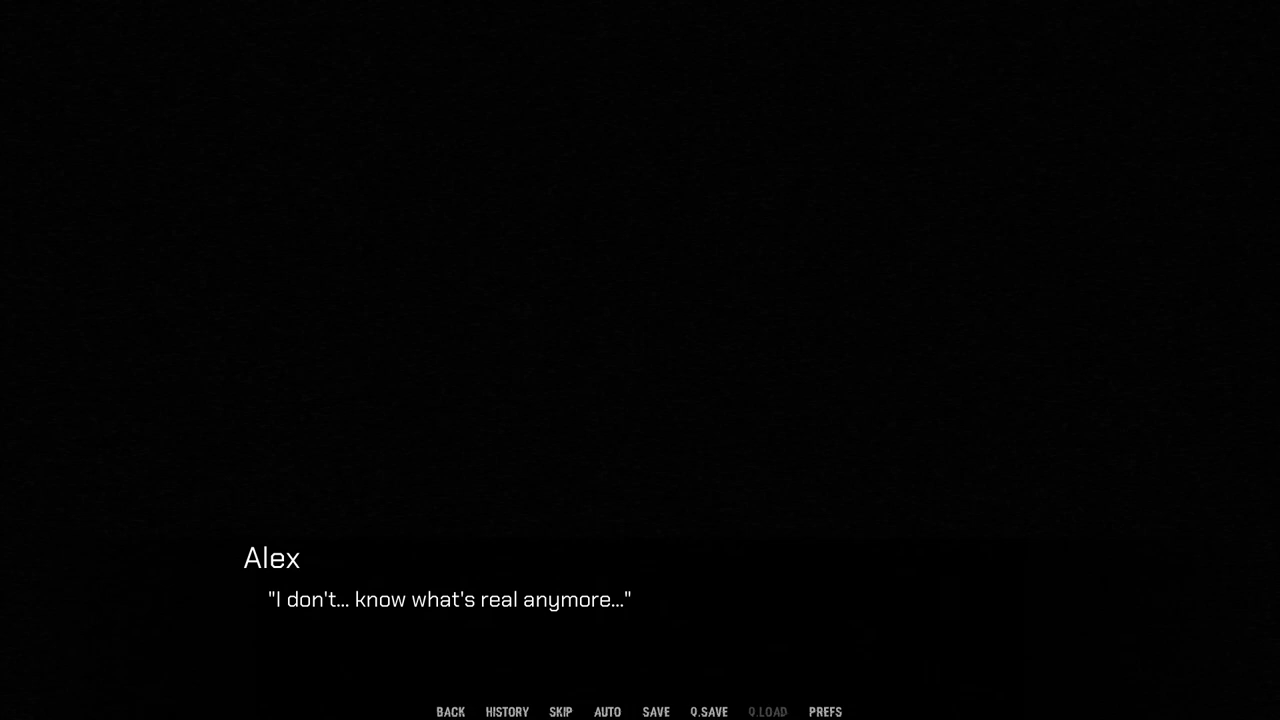 Alex
"I don't... know what's real anymore..."
BACK HISTORY SKIP AUTO SAVE Q.SAVE Q.LOAD PREFS